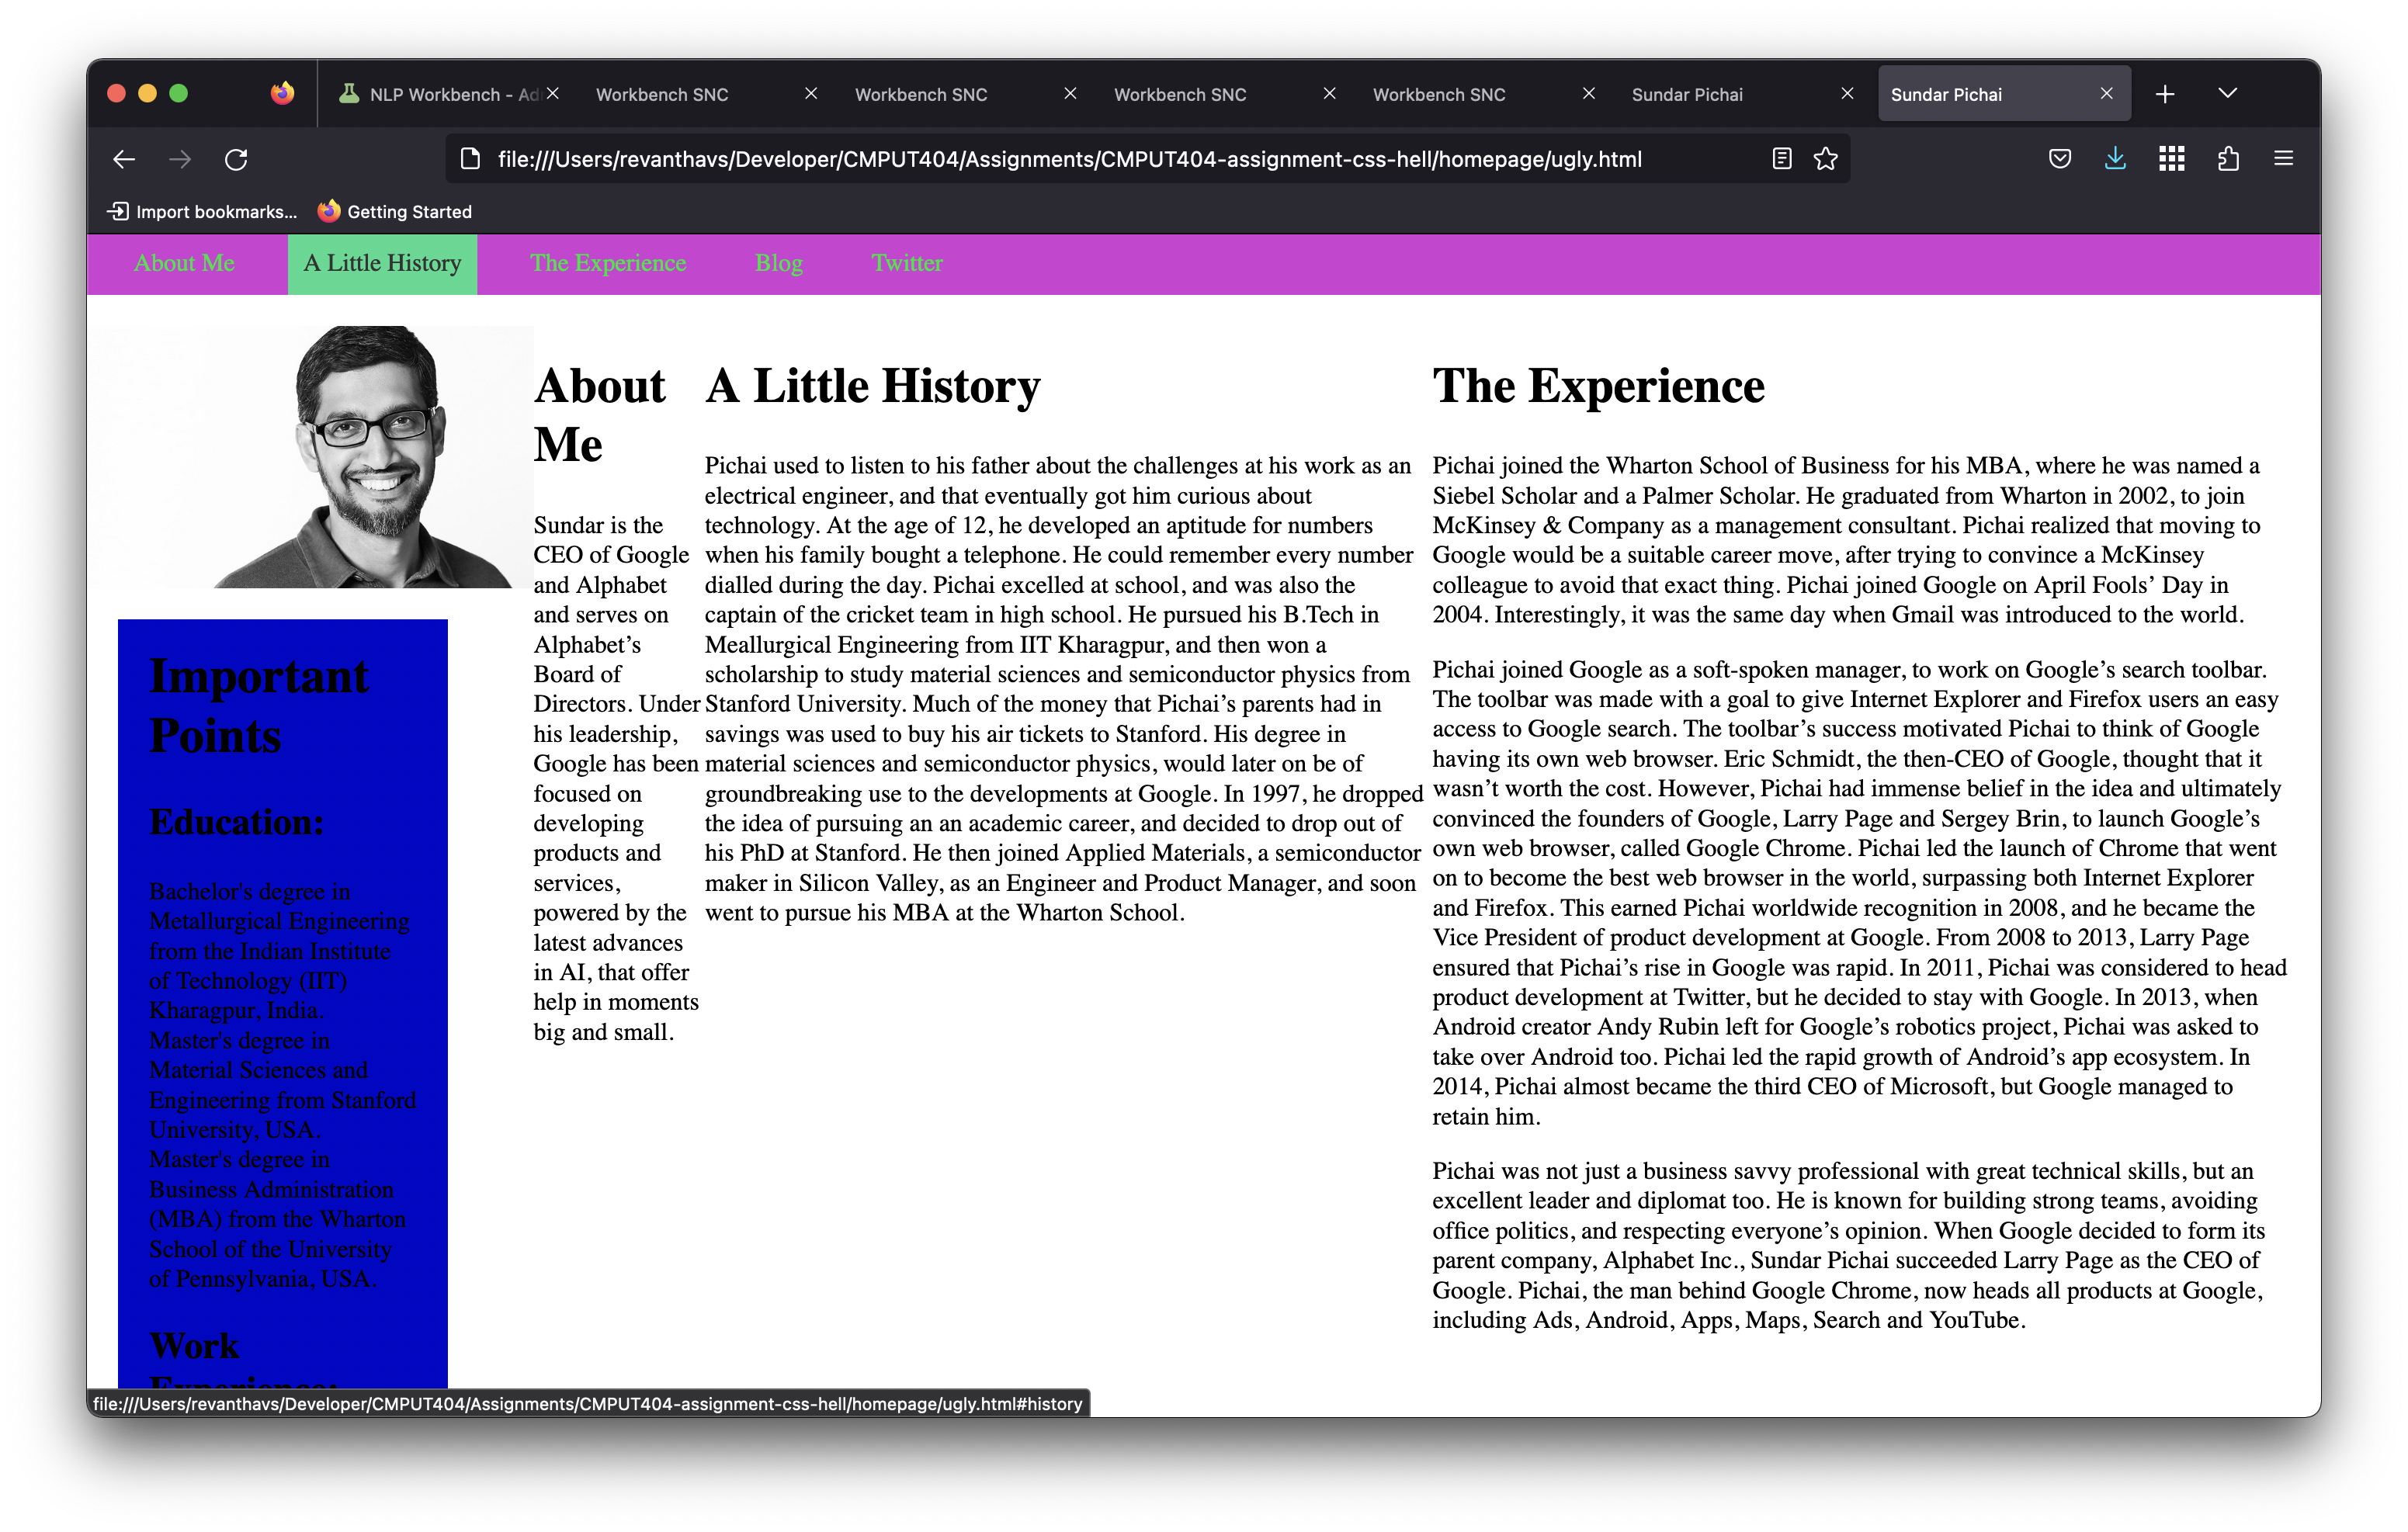 NLP Workbench - Ad
Workbench SNC
Workbench SNC
Workbench SNC
Workbench SNC
Sundar Pichai
Sundar Pichai
file:///Users/revanthavs/Developer/CMPUT404/Assignments/CMPUT404-assignment-css-hell/homepage/ugly.html
Import bookmarks...
Getting Started
About Me
A Little History
The Experience
Blog
Twitter
Important
Points
Education:
Bachelor's degree in
Metallurgical Engineering
from the Indian Institute
of Technology (IIT)
Kharagpur, India.
Master's degree in
Material Sciences and
Engineering from Stanford
University, USA.
Master's degree in
Business Administration
(MBA) from the Wharton
School of the University
of Pennsylvania, USA.
Work
Experience:
About
Me
Sundar is the
CEO of Google
and Alphabet
and serves on
Alphabet’s
Board of
Directors. Under
his leadership,
Google has been
focused on
developing
products and
services,
powered by the
latest advances
in AI, that offer
help in moments
big and small.
A Little History
Pichai used to listen to his father about the challenges at his work as an
electrical engineer, and that eventually got him curious about
technology. At the age of 12, he developed an aptitude for numbers
when his family bought a telephone. He could remember every number
dialled during the day. Pichai excelled at school, and was also the
captain of the cricket team in high school. He pursued his B.Tech in
Meallurgical Engineering from IIT Kharagpur, and then won a
scholarship to study material sciences and semiconductor physics from
Stanford University. Much of the money that Pichai’s parents had in
savings was used to buy his air tickets to Stanford. His degree in
material sciences and semiconductor physics, would later on be of
groundbreaking use to the developments at Google. In 1997, he dropped
the idea of pursuing an an academic career, and decided to drop out of
his PhD at Stanford. He then joined Applied Materials, a semiconductor
maker in Silicon Valley, as an Engineer and Product Manager, and soon
went to pursue his MBA at the Wharton School.
The Experience
Pichai joined the Wharton School of Business for his MBA, where he was named a
Siebel Scholar and a Palmer Scholar. He graduated from Wharton in 2002, to join
McKinsey & Company as a management consultant. Pichai realized that moving to
Google would be a suitable career move, after trying to convince a McKinsey
colleague to avoid that exact thing. Pichai joined Google on April Fools’ Day in
2004. Interestingly, it was the same day when Gmail was introduced to the world.
Pichai joined Google as a soft-spoken manager, to work on Google’s search toolbar.
The toolbar was made with a goal to give Internet Explorer and Firefox users an easy
access to Google search. The toolbar’s success motivated Pichai to think of Google
having its own web browser. Eric Schmidt, the then-CEO of Google, thought that it
wasn’t worth the cost. However, Pichai had immense belief in the idea and ultimately
convinced the founders of Google, Larry Page and Sergey Brin, to launch Google’s
own web browser, called Google Chrome. Pichai led the launch of Chrome that went
on to become the best web browser in the world, surpassing both Internet Explorer
and Firefox. This earned Pichai worldwide recognition in 2008, and he became the
Vice President of product development at Google. From 2008 to 2013, Larry Page
ensured that Pichai’s rise in Google was rapid. In 2011, Pichai was considered to head
product development at Twitter, but he decided to stay with Google. In 2013, when
Android creator Andy Rubin left for Google’s robotics project, Pichai was asked to
take over Android too. Pichai led the rapid growth of Android’s app ecosystem. In
2014, Pichai almost became the third CEO of Microsoft, but Google managed to
retain him.
Pichai was not just a business savvy professional with great technical skills, but an
excellent leader and diplomat too. He is known for building strong teams, avoiding
office politics, and respecting everyone’s opinion. When Google decided to form its
parent company, Alphabet Inc., Sundar Pichai succeeded Larry Page as the CEO of
Google. Pichai, the man behind Google Chrome, now heads all products at Google,
including Ads, Android, Apps, Maps, Search and YouTube.
file:///Users/revanthavs/Developer/CMPUT404/Assignments/CMPUT404-assignment-css-hell/homepage/ugly.html#history